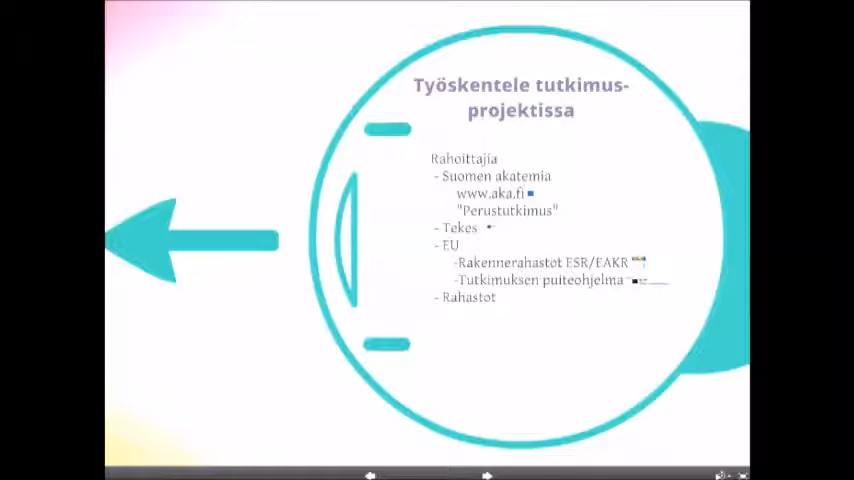 Työskentele tutkimus-
projektissa
Rahoittajia
- Suomen akatemia
www.aka.fi
"Perustutkimus"
- Tekes
- EU
-Rakennerahastot ESR/EAKR
-Tutkimuksen puiteohjelma
- Rahastot